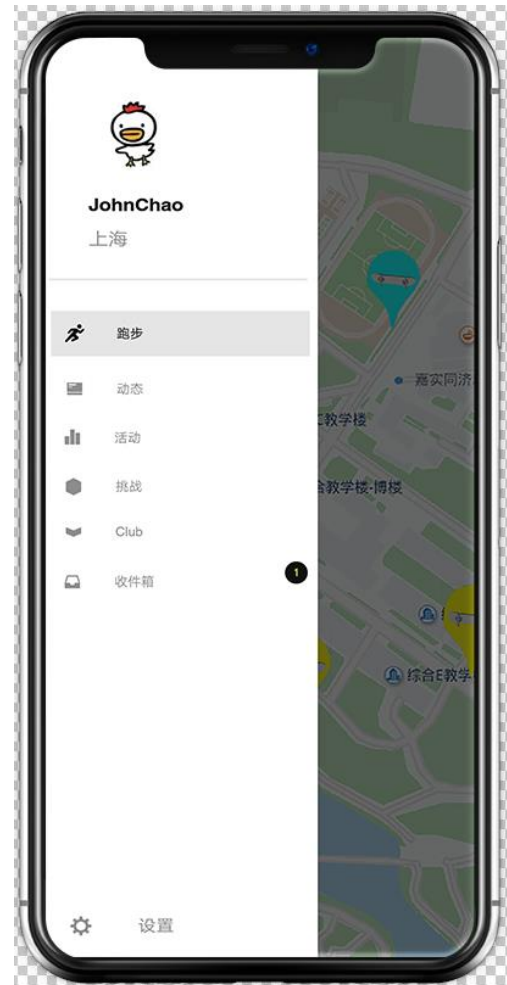 JohnChao
上海
跑步
动态
活动
挑战
Club
收件箱
1
设置
嘉实同济
教学楼
合教学楼·博楼
综合E教学